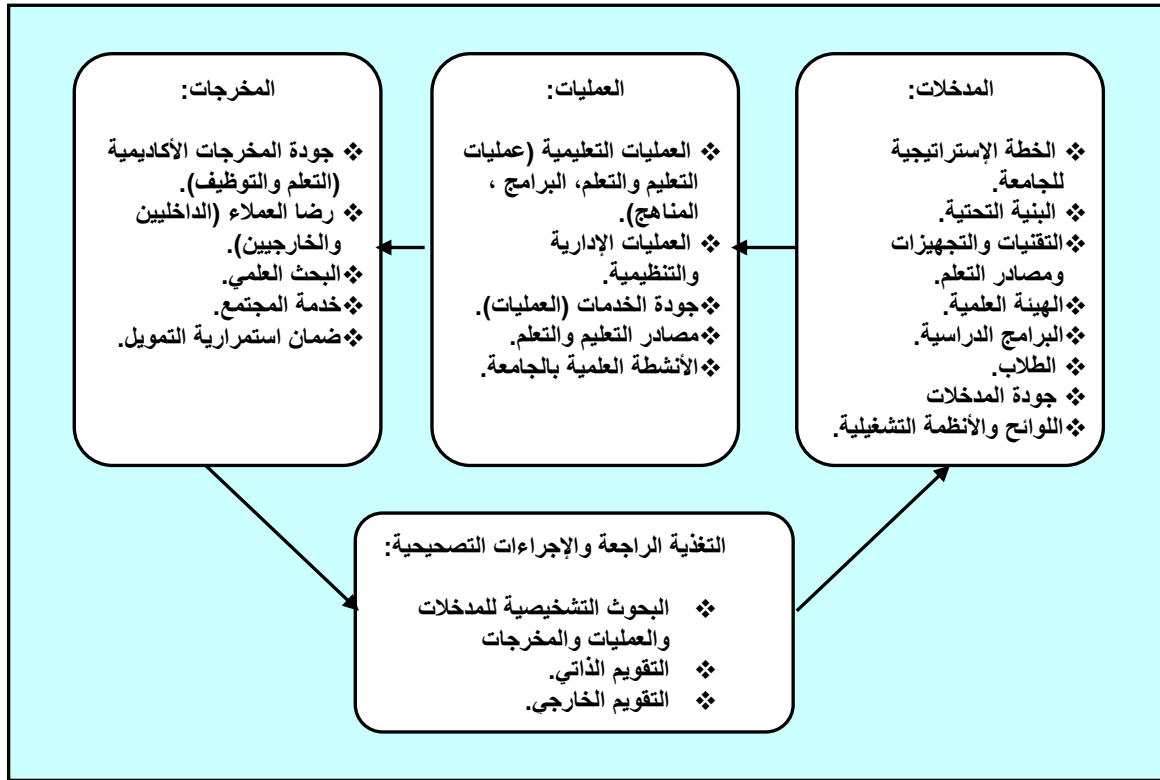 المدخلات:
❖ الخطة الإستراتيجية
للجامعة.
❖ البنية التحتية.
❖التقنيات والتجهيزات
ومصادر التعلم.
❖الهيئة العلمية.
❖البرامج الدراسية.
❖ الطلاب.
❖ جودة المدخلات
❖اللوائح والأنظمة التشغيلية.
العمليات:
❖ العمليات التعليمية (عمليات
التعليم والتعلم، البرامج ،
المناهج).
❖ العمليات الإدارية
والتنظيمية.
❖جودة الخدمات (العمليات).
❖مصادر التعليم والتعلم.
❖الأنشطة العلمية بالجامعة.
المخرجات:
❖ جودة المخرجات الأكاديمية
(التعلم والتوظيف).
❖ رضا العملاء (الداخليين
والخارجيين).
❖البحث العلمي.
❖خدمة المجتمع.
❖ضمان استمرارية التمويل.
التغذية الراجعة والإجراءات التصحيحية:
❖ البحوث التشخيصية للمدخلات
والعمليات والمخرجات
❖ التقويم الذاتي.
❖ التقويم الخارجي.